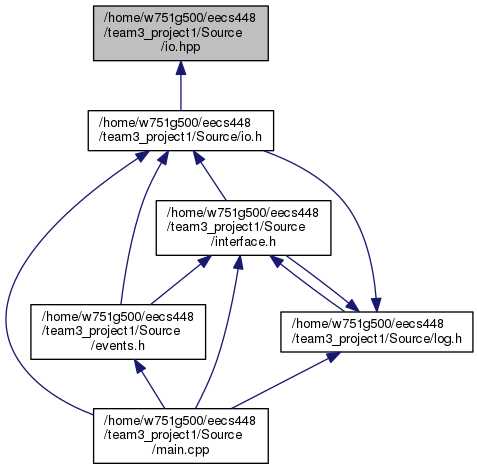 /home/w751g500/eecs448
/team3_project1/Source
/io.hpp
/home/w751g500/eecs448
/team3_project1/Source/io.h
/home/w751g500/eecs448
/team3_project1/Source
/interface.h
/home/w751g500/eecs448
/team3_project1/Source
/events.h
/home/w751g500/eecs448
/team3_project1/Source/log.h
/home/w751g500/eecs448
/team3_project1/Source
/main.cpp